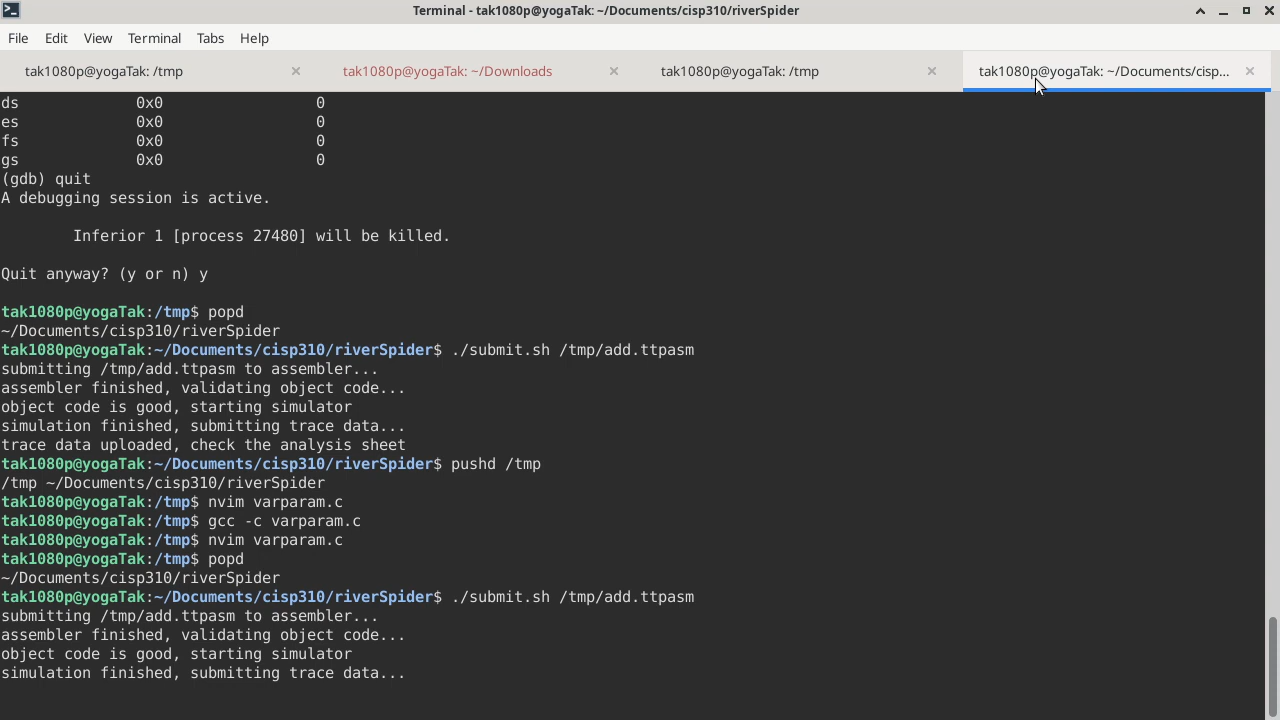 Terminal - tak1080p@yogaTak: ~/Documents/cisp310/riverSpider
File Edit View Terminal Tabs Help
tak1080p@yogaTak: /tmp
tak1080p@yogaTak: ~/Downloads
tak1080p@yogaTak: /tmp
tak1080p@yogaTak: ~/Documents/cisp...
ds 0x0 0
es 0x0 0
fs 0x0 0
gs 0x0 0
(gdb) quit
A debugging session is active.
Inferior 1 [process 27480] will be killed.
Quit anyway? (y or n) y
tak1080p@yogaTak:/tmp$ popd
~/Documents/cisp310/riverSpider
tak1080p@yogaTak:~/Documents/cisp310/riverSpider$ ./submit.sh /tmp/add.ttpasm
submitting /tmp/add.ttpasm to assembler...
assembler finished, validating object code...
object code is good, starting simulator
simulation finished, submitting trace data...
trace data uploaded, check the analysis sheet
tak1080p@yogaTak:~/Documents/cisp310/riverSpider$ pushd /tmp
/tmp ~/Documents/cisp310/riverSpider
tak1080p@yogaTak:/tmp$ nvim varparam.c
tak1080p@yogaTak:/tmp$ gcc -c varparam.c
tak1080p@yogaTak:/tmp$ nvim varparam.c
tak1080p@yogaTak:/tmp$ popd
~/Documents/cisp310/riverSpider
tak1080p@yogaTak:~/Documents/cisp310/riverSpider$ ./submit.sh /tmp/add.ttpasm
submitting /tmp/add.ttpasm to assembler...
assembler finished, validating object code...
object code is good, starting simulator
simulation finished, submitting trace data...